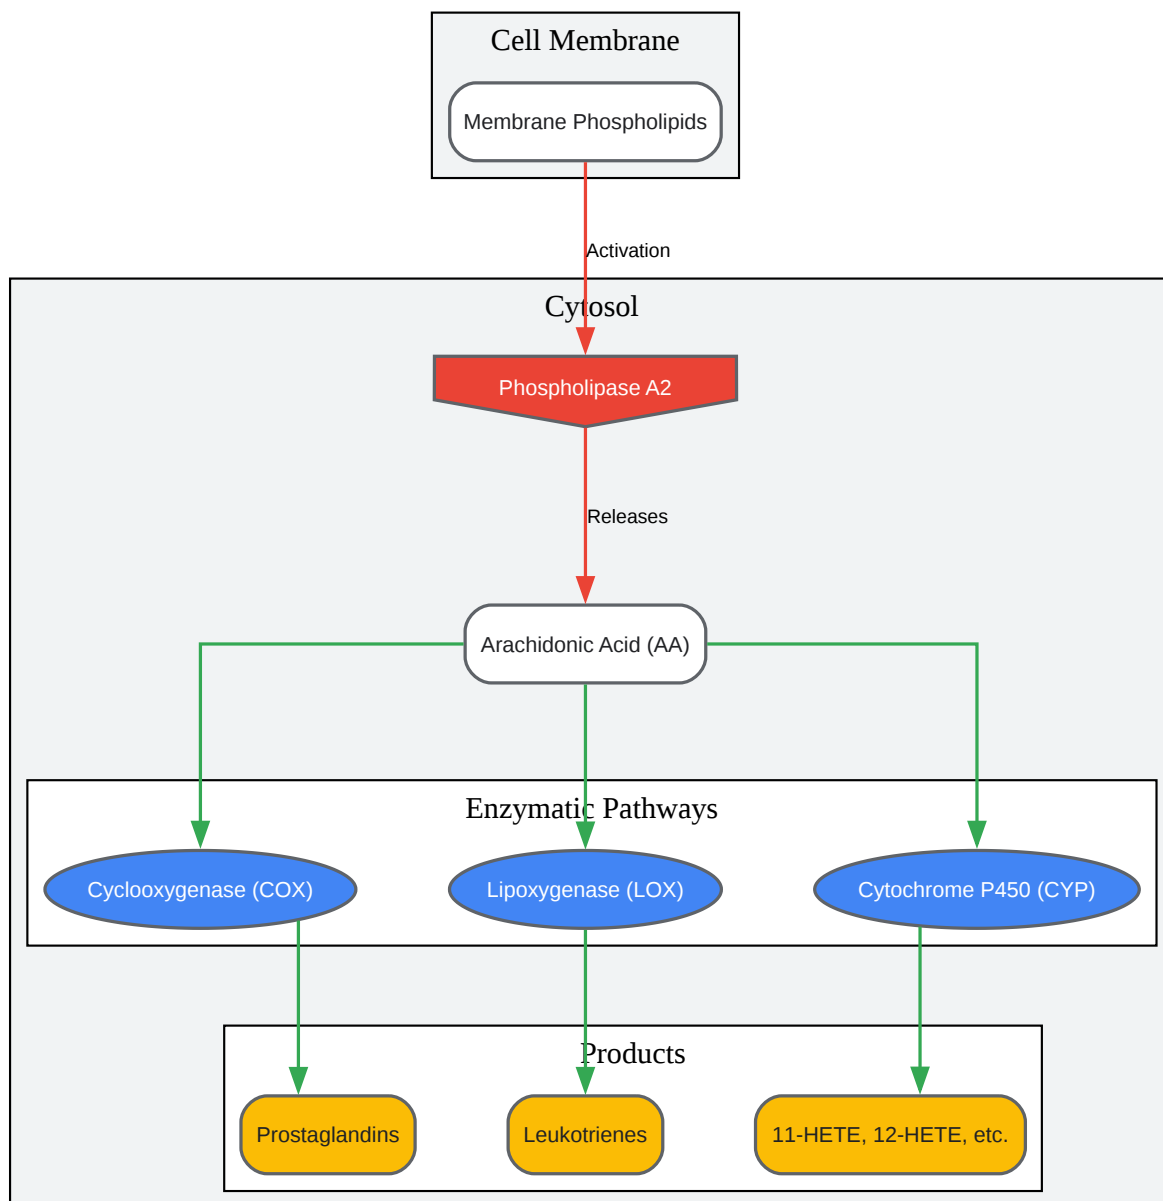 Cell Membrane
Membrane Phospholipids
Activation
Cytosol
Phospholipase A2
Releases
Arachidonic Acid (AA)
Enzymatic Pathways
Cyclooxygenase (COX)
Lipoxygenase (LOX)
Cytochrome P450 (CYP)
Products
Prostaglandins
Leukotrienes
11-HETE, 12-HETE, etc.